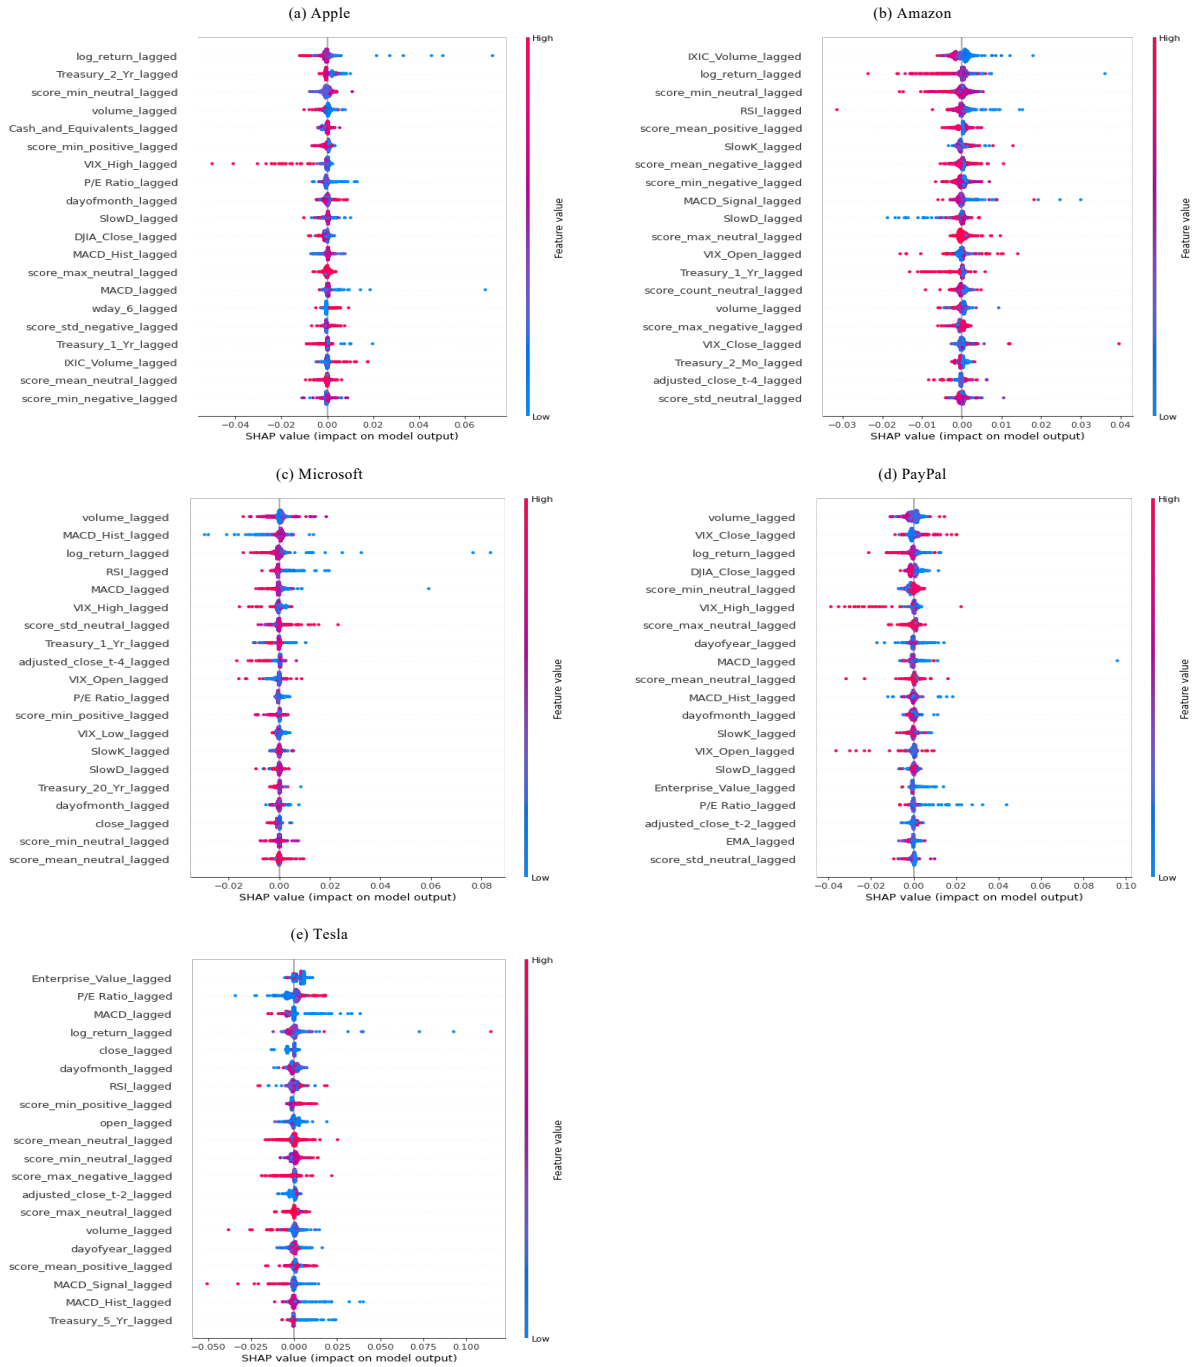 (a) Apple
High
log_return_lagged
Treasury_2_Yr_lagged
score_min_neutral_lagged
volume_lagged
Cash_and_Equivalents_lagged
score_min_positive_lagged
VIX_High_lagged
P/E Ratio_lagged
dayofmonth_lagged
SlowD_lagged
DJIA_Close_lagged
MACD_Hist_lagged
score_max_neutral_lagged
MACD_lagged
wday_6_lagged
score_std_negative_lagged
Treasury_1_Yr_lagged
IXIC_Volume_lagged
score_mean_neutral_lagged
score_min_negative_lagged
Feature value
Low
−0.04 −0.02 0.00 0.02 0.04 0.06
SHAP value (impact on model output)
(b) Amazon
High
IXIC_Volume_lagged
log_return_lagged
score_min_neutral_lagged
RSI_lagged
score_mean_positive_lagged
SlowK_lagged
score_mean_negative_lagged
score_min_negative_lagged
MACD_Signal_lagged
SlowD_lagged
score_max_neutral_lagged
VIX_Open_lagged
Treasury_1_Yr_lagged
score_count_neutral_lagged
volume_lagged
score_max_negative_lagged
VIX_Close_lagged
Treasury_2_Mo_lagged
adjusted_close_t-4_lagged
score_std_neutral_lagged
Feature value
Low
−0.03 −0.02 −0.01 0.00 0.01 0.02 0.03 0.04
SHAP value (impact on model output)
(c) Microsoft
High
volume_lagged
MACD_Hist_lagged
log_return_lagged
RSI_lagged
MACD_lagged
VIX_High_lagged
score_std_neutral_lagged
Treasury_1_Yr_lagged
adjusted_close_t-4_lagged
VIX_Open_lagged
P/E Ratio_lagged
score_min_positive_lagged
VIX_Low_lagged
SlowK_lagged
SlowD_lagged
Treasury_20_Yr_lagged
dayofmonth_lagged
close_lagged
score_min_neutral_lagged
score_mean_neutral_lagged
Feature value
Low
−0.02 0.00 0.02 0.04 0.06 0.08
SHAP value (impact on model output)
(d) PayPal
High
volume_lagged
VIX_Close_lagged
log_return_lagged
DJIA_Close_lagged
score_min_neutral_lagged
VIX_High_lagged
score_max_neutral_lagged
dayofyear_lagged
MACD_lagged
score_mean_neutral_lagged
MACD_Hist_lagged
dayofmonth_lagged
SlowK_lagged
VIX_Open_lagged
SlowD_lagged
Enterprise_Value_lagged
P/E Ratio_lagged
adjusted_close_t-2_lagged
EMA_lagged
score_std_neutral_lagged
Feature value
Low
−0.04 −0.02 0.00 0.02 0.04 0.06 0.08 0.10
SHAP value (impact on model output)
(e) Tesla
High
Enterprise_Value_lagged
P/E Ratio_lagged
MACD_lagged
log_return_lagged
close_lagged
dayofmonth_lagged
RSI_lagged
score_min_positive_lagged
open_lagged
score_mean_neutral_lagged
score_min_neutral_lagged
score_max_negative_lagged
adjusted_close_t-2_lagged
score_max_neutral_lagged
volume_lagged
dayofyear_lagged
score_mean_positive_lagged
MACD_Signal_lagged
MACD_Hist_lagged
Treasury_5_Yr_lagged
Feature value
Low
−0.050 −0.025 0.000 0.025 0.050 0.075 0.100
SHAP value (impact on model output)